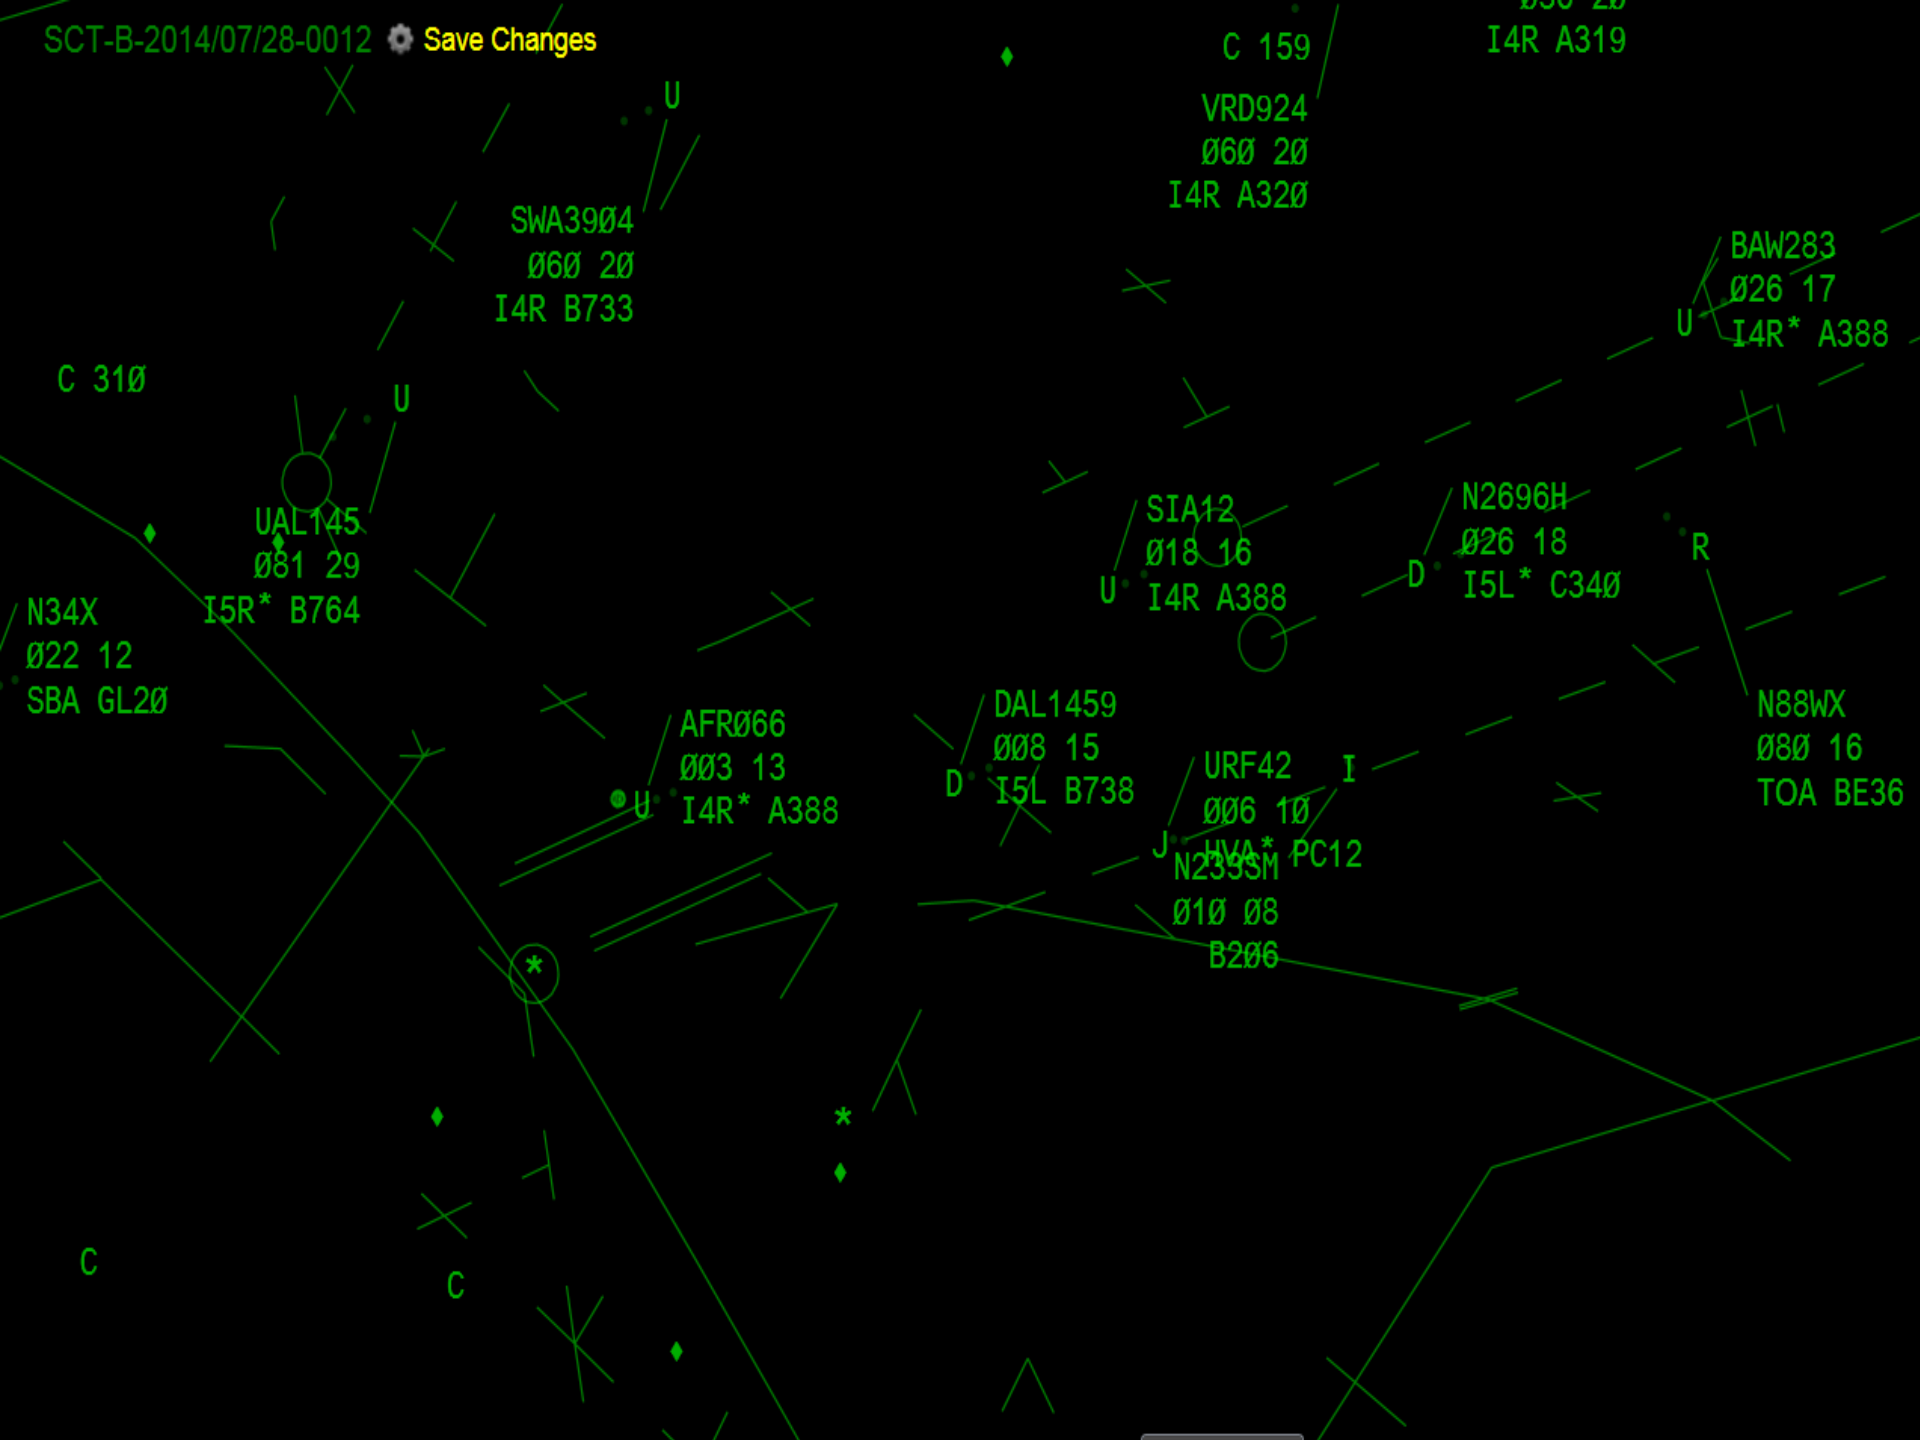 SCT-B-2014/07/28-0012 Save Changes
I4R A319
C 159
VRD924
Ø6Ø 2Ø
I4R A32Ø
U
SWA39Ø4
Ø6Ø 2Ø
I4R B733
BAW283
Ø26 17
I4R* A388
U
C 31Ø
U
UAL145
Ø81 29
I5R* B764
SIA12
Ø18 16
I4R A388
U
N2696H
Ø26 18
I5L* C34Ø
D
R
N88WX
Ø8Ø 16
TOA BE36
N34X
Ø22 12
SBA GL2Ø
AFRØ66
ØØ3 13
I4R* A388
U
DAL1459
ØØ8 15
I5L B738
D
URF42
ØØ6 1Ø
HVA* PC12
I
J
N239SM
Ø1Ø Ø8
B2Ø6
*
*
C
C